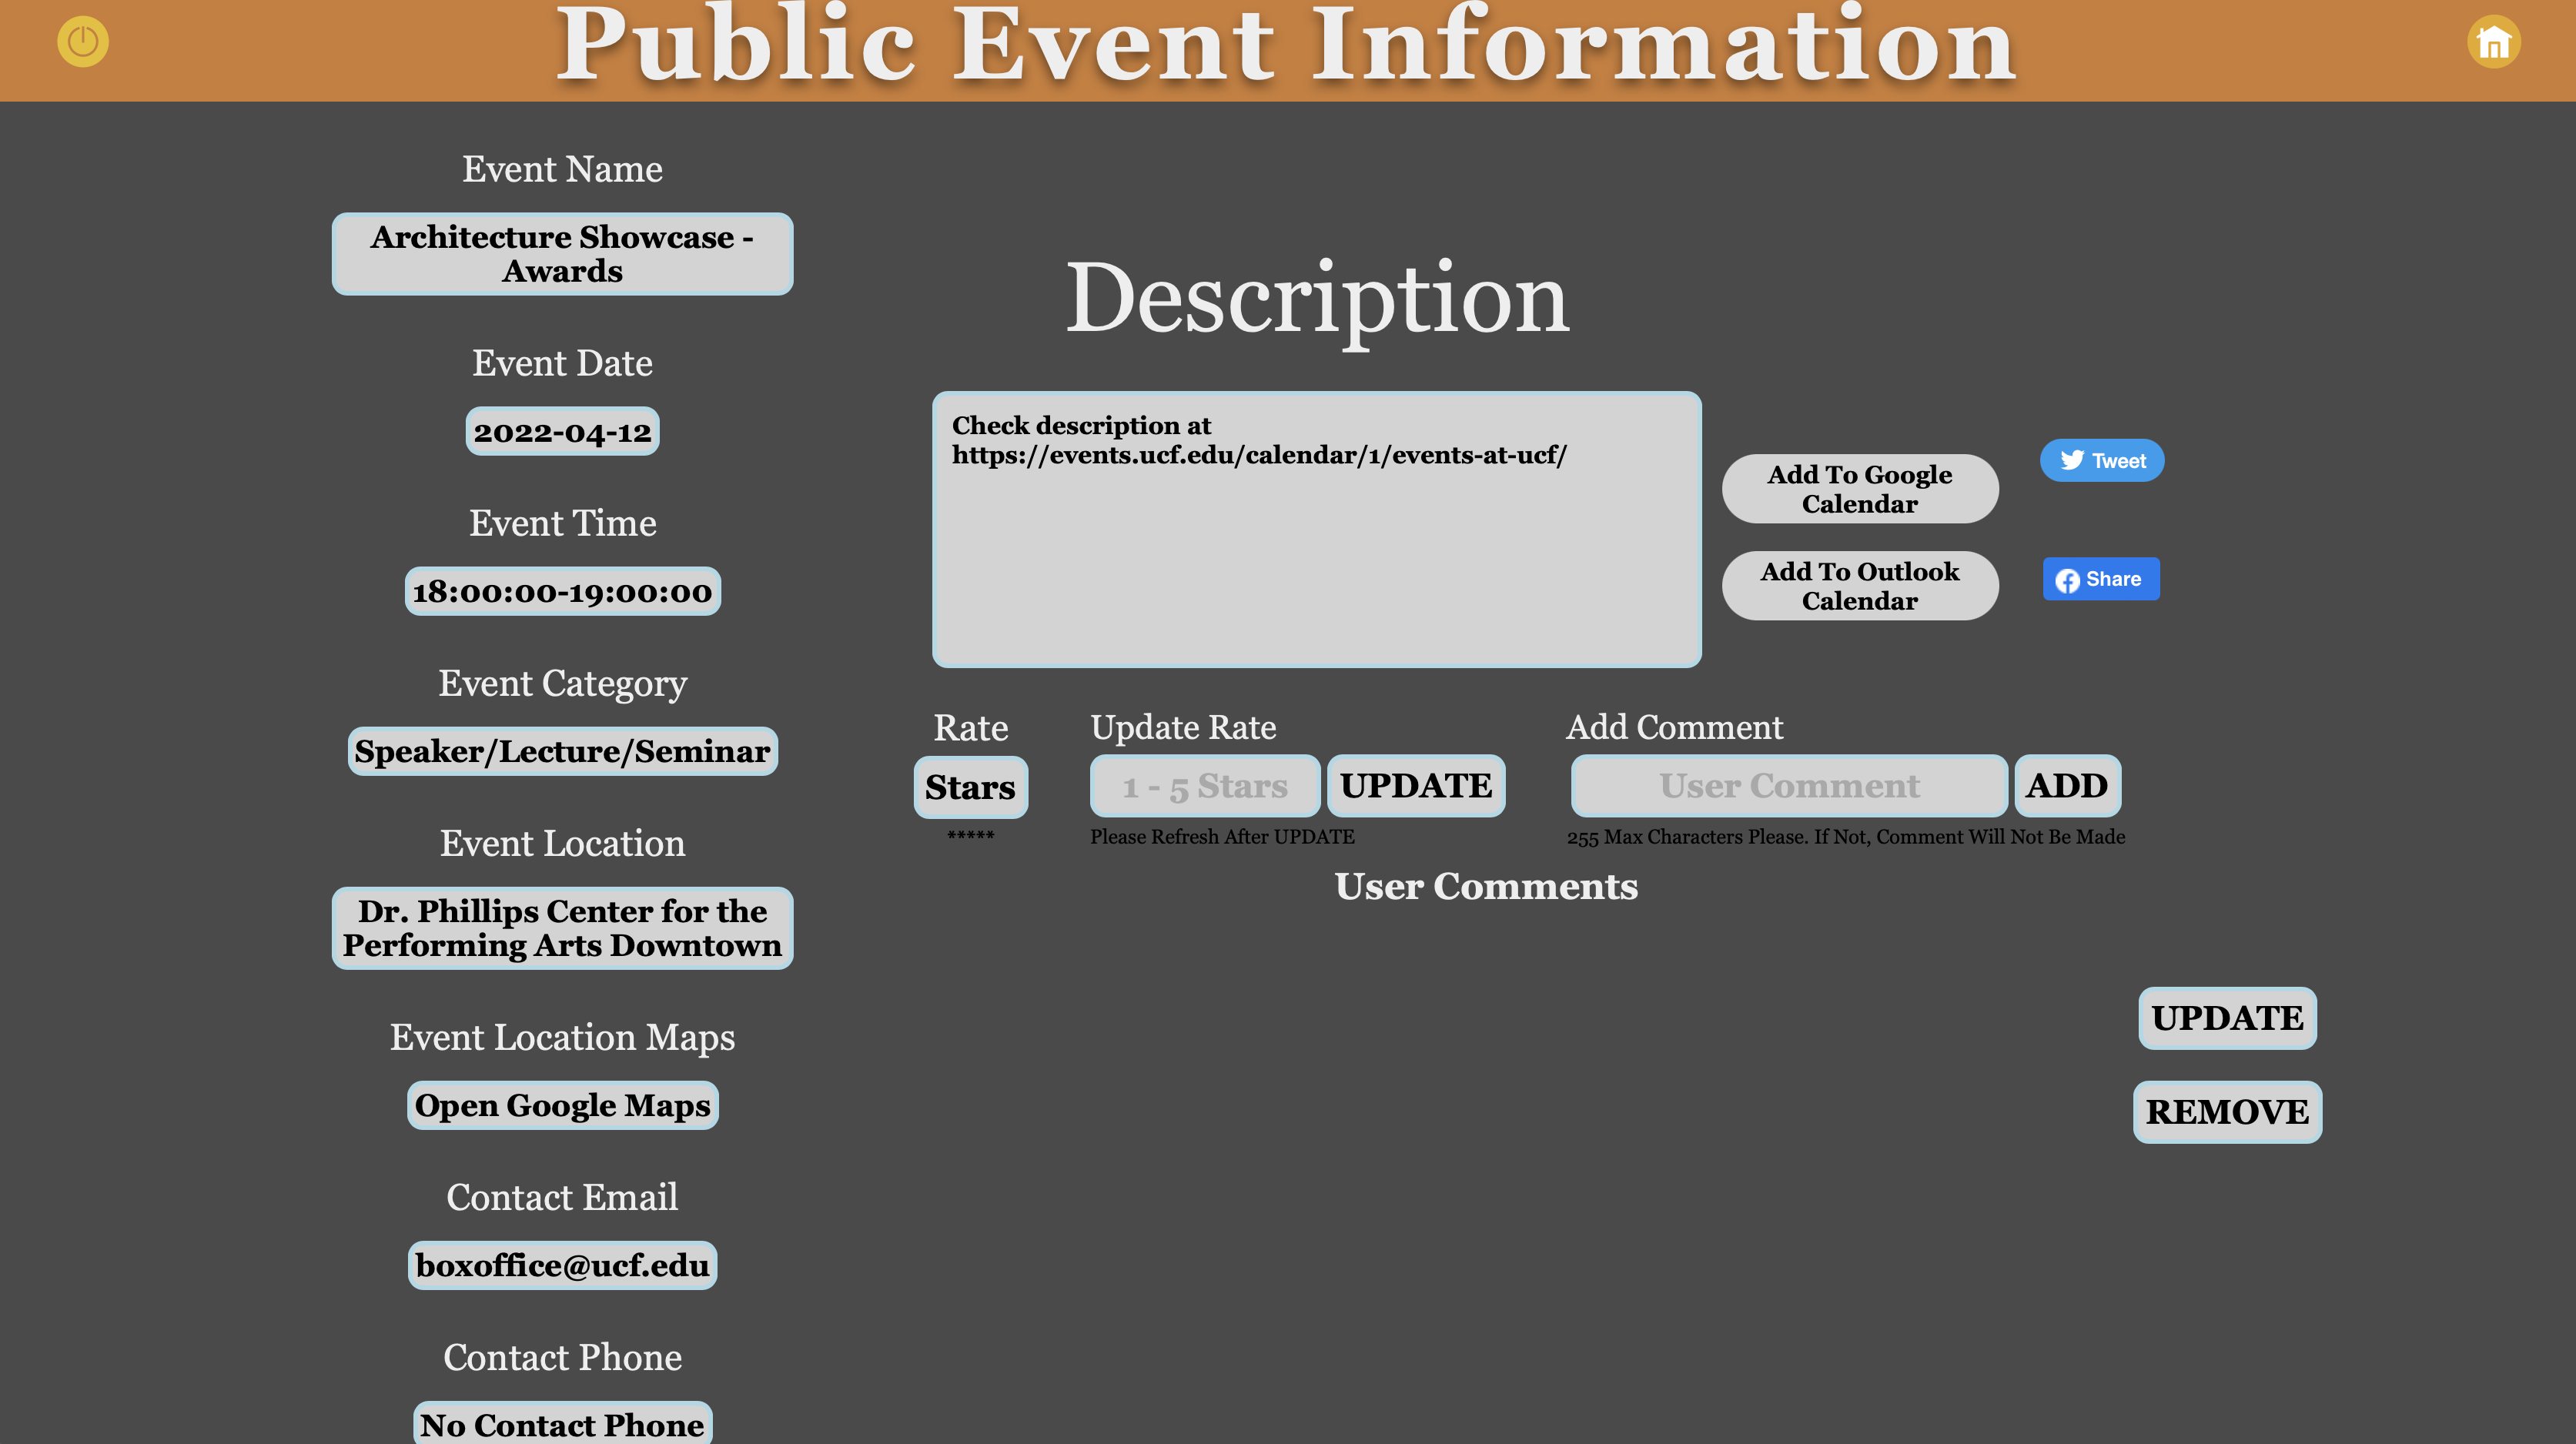 Public Event Information
Event Name
Architecture Showcase -
Awards
Event Date
2022-04-12
Event Time
18:00:00-19:00:00
Event Category
Speaker/Lecture/Seminar
Event Location
Dr. Phillips Center for the
Performing Arts Downtown
Event Location Maps
Open Google Maps
Contact Email
boxoffice@ucf.edu
Contact Phone
No Contact Phone
Description
Check description at
https://events.ucf.edu/calendar/1/events-at-ucf/
Add To Google
Calendar
Tweet
Add To Outlook
Calendar
Share
Rate
Stars
*****
Update Rate
1 - 5 Stars
UPDATE
Please Refresh After UPDATE
Add Comment
User Comment
ADD
255 Max Characters Please. If Not, Comment Will Not Be Made
User Comments
UPDATE
REMOVE